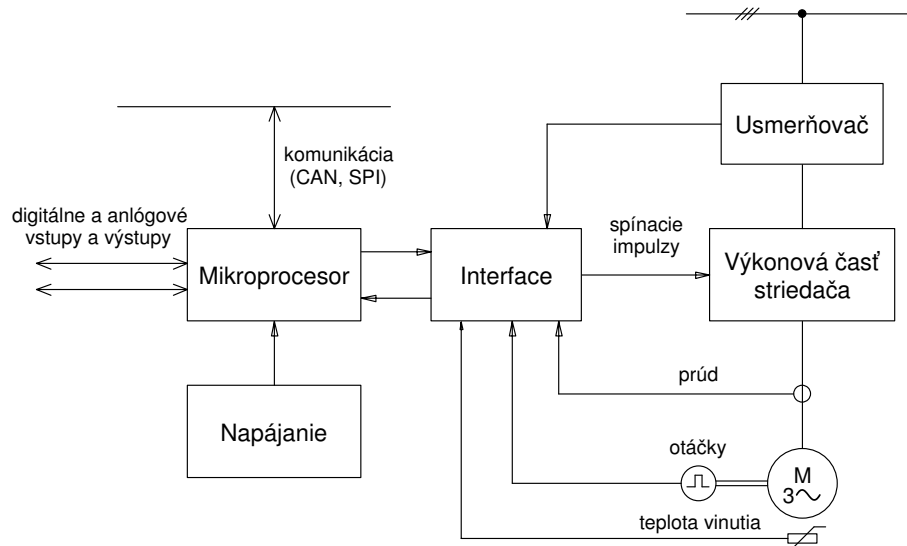 Usmerňovač
komunikácia
(CAN, SPI)
digitálne a anlógové
vstupy a výstupy
Mikroprocesor
Interface
spínacie
impulzy
Výkonová časť
striedača
Napájanie
prúd
otáčky
M
3
teplota vinutia